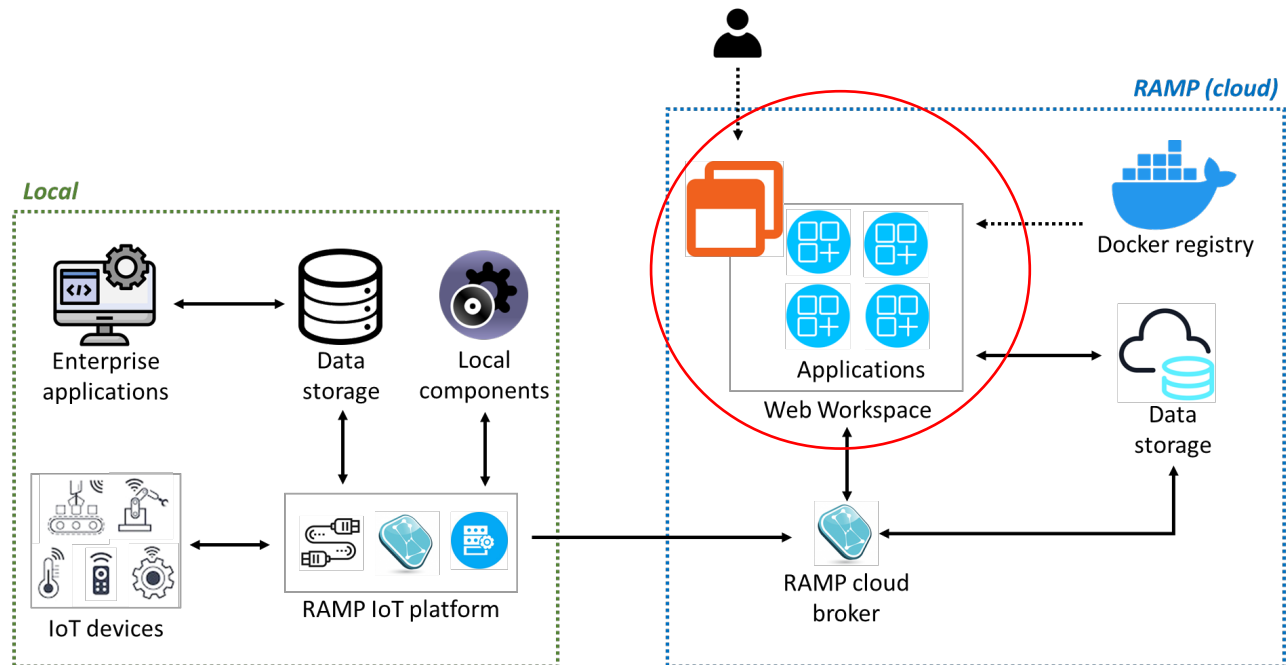 RAMP (cloud)
Local
Docker registry
Enterprise
applications
Data
storage
Local
components
Applications
Web Workspace
Data
storage
</>
RAMP IoT platform
IoT devices
RAMP cloud
broker